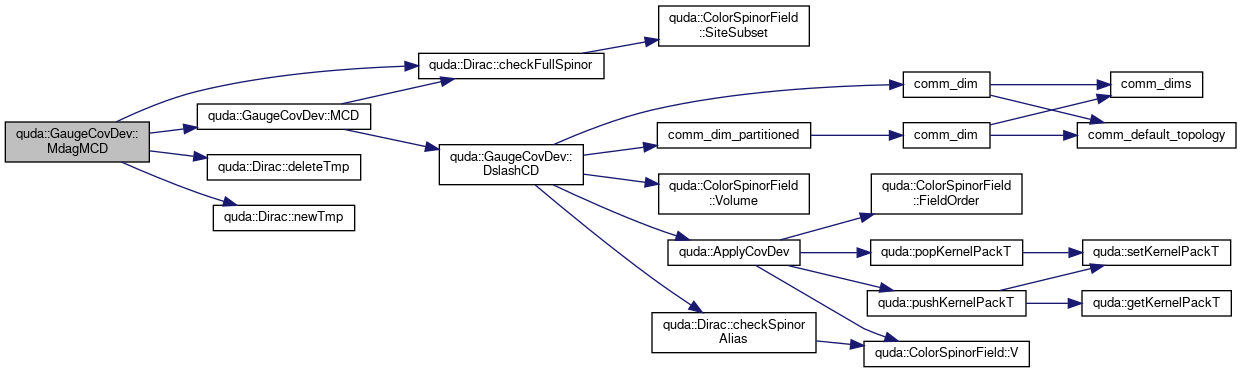 quda::GaugeCovDev::
MdagMCD
quda::Dirac::checkFullSpinor
quda::GaugeCovDev::MCD
quda::Dirac::deleteTmp
quda::Dirac::newTmp
quda::ColorSpinorField
::SiteSubset
quda::GaugeCovDev::
DslashCD
comm_dim
comm_dim_partitioned
comm_dim
comm_dims
comm_default_topology
quda::ColorSpinorField
::Volume
quda::ApplyCovDev
quda::Dirac::checkSpinor
Alias
quda::ColorSpinorField
::FieldOrder
quda::popKernelPackT
quda::pushKernelPackT
quda::setKernelPackT
quda::getKernelPackT
quda::ColorSpinorField::V